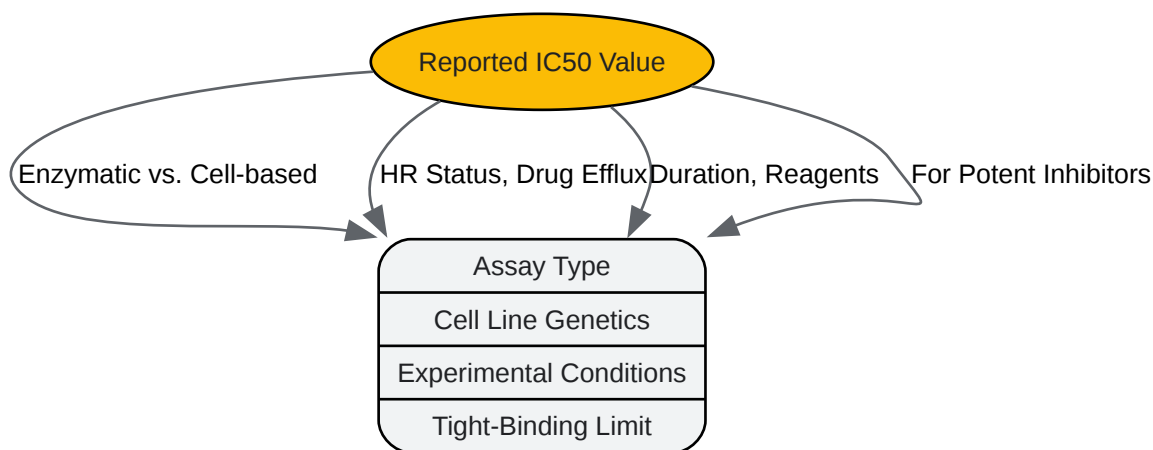 Reported IC50 Value
Enzymatic vs. Cell-based
HR Status, Drug Efflux
Duration, Reagents
For Potent Inhibitors
Assay Type
Cell Line Genetics
Experimental Conditions
Tight-Binding Limit